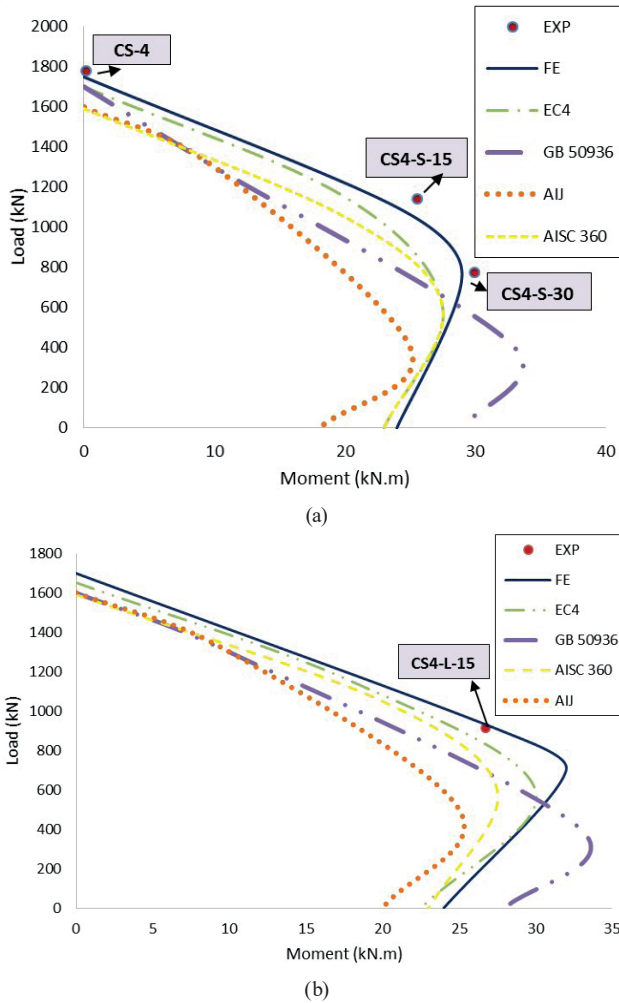 2000
1800
1600
1400
1200
1000
800
600
400
200
0
Load (kN)
0 10 20 30 40
Moment (kN.m)
CS-4
CS4-S-15
CS4-S-30
EXP
FE
EC4
GB 50936
AIJ
AISC 360
(a)
1800
1600
1400
1200
1000
800
600
400
200
0
Load (kN)
0 5 10 15 20 25 30 35
Moment (kN.m)
CS4-L-15
EXP
FE
EC4
GB 50936
AISC 360
AIJ
(b)